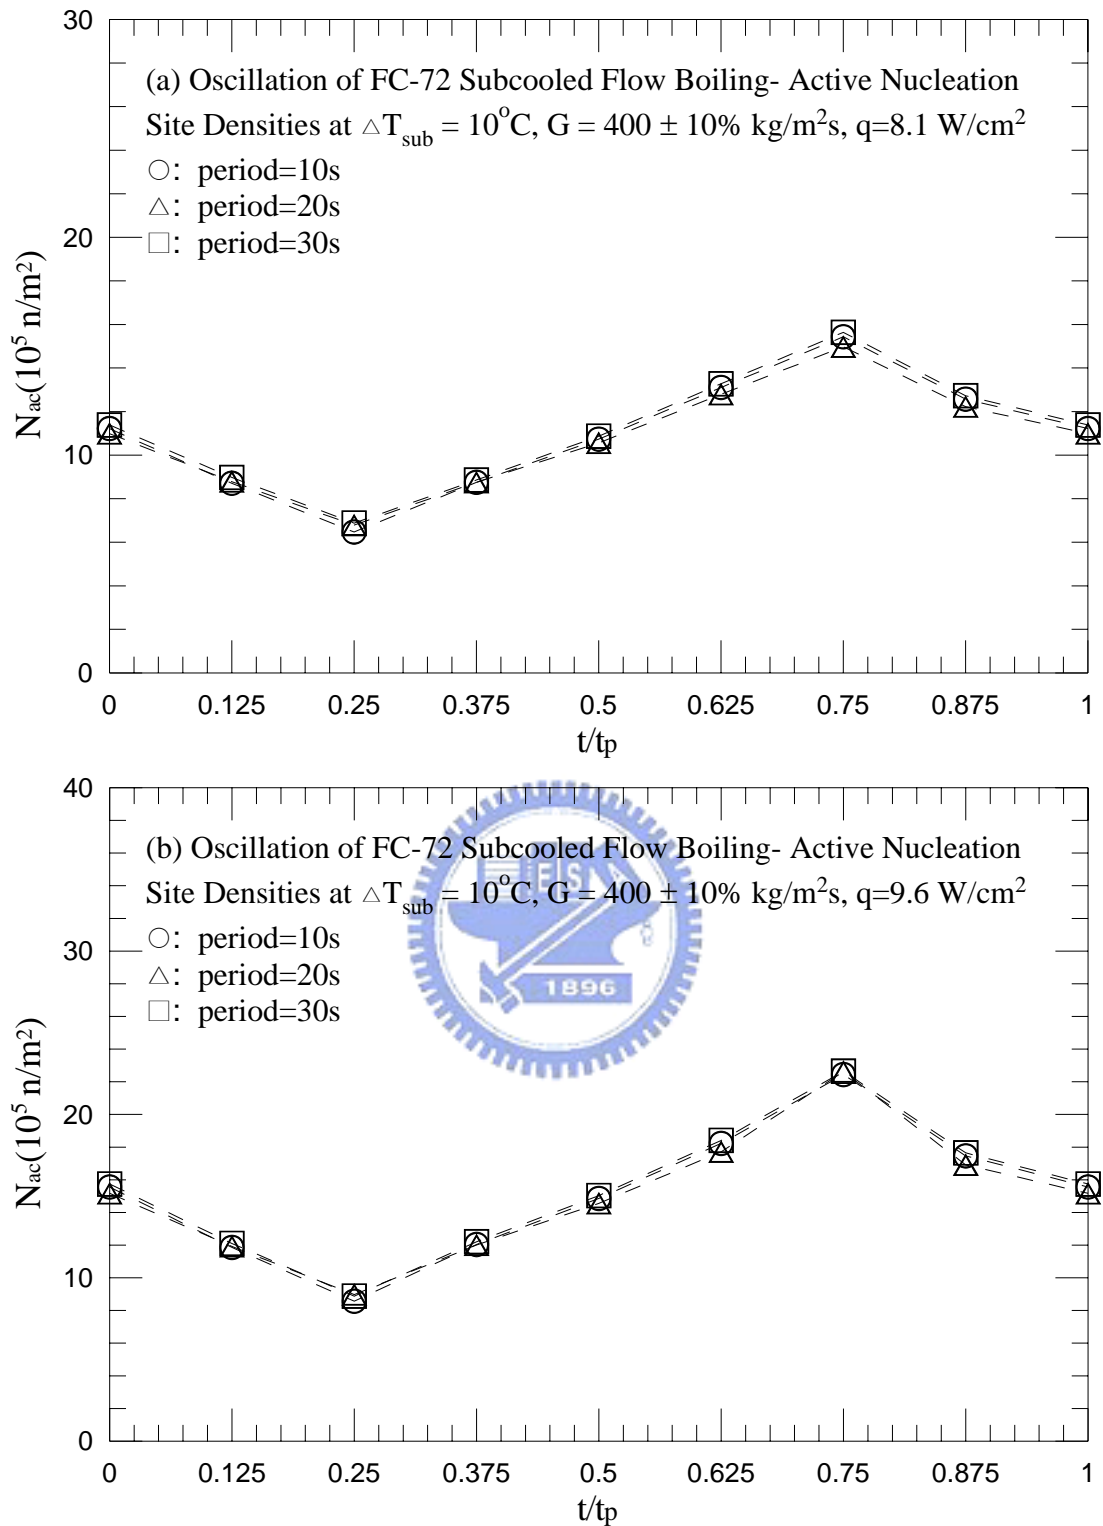 30
(a) Oscillation of FC-72 Subcooled Flow Boiling- Active Nucleation
Site Densities at △T_sub = 10°C, G = 400 ± 10% kg/m²s, q=8.1 W/cm²
○: period=10s
△: period=20s
□: period=30s
20
N_ac(10⁵ n/m²)
10
0
0 0.125 0.25 0.375 0.5 0.625 0.75 0.875 1
t/tp
40
(b) Oscillation of FC-72 Subcooled Flow Boiling- Active Nucleation
Site Densities at △T_sub = 10°C, G = 400 ± 10% kg/m²s, q=9.6 W/cm²
○: period=10s
△: period=20s
□: period=30s
ES
1896
30
N_ac(10⁵ n/m²)
20
10
0
0 0.125 0.25 0.375 0.5 0.625 0.75 0.875 1
t/tp